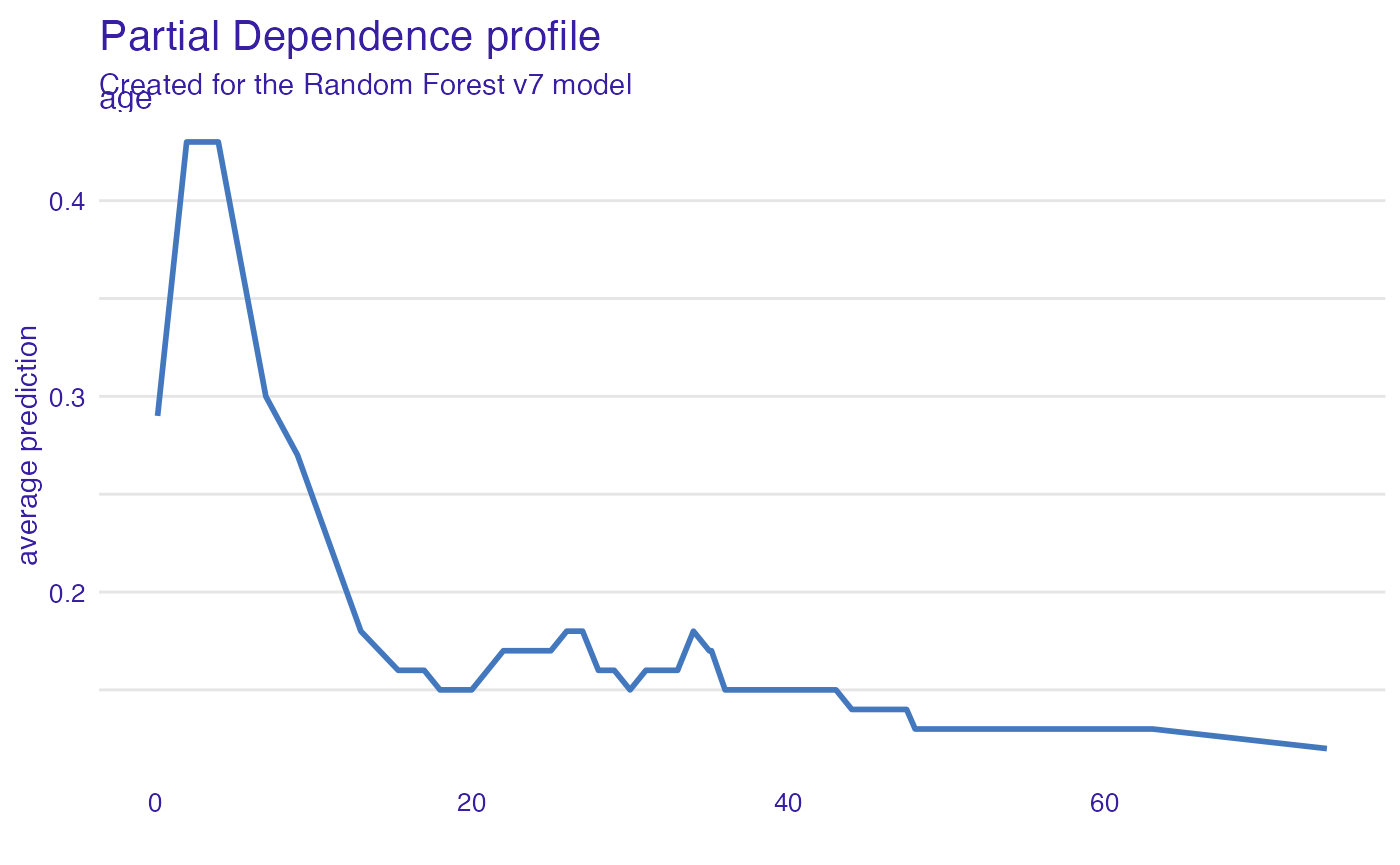 Partial Dependence profile
Created for the Random Forest v7 model
age
average prediction
0.4
0.3
0.2
0 20 40 60